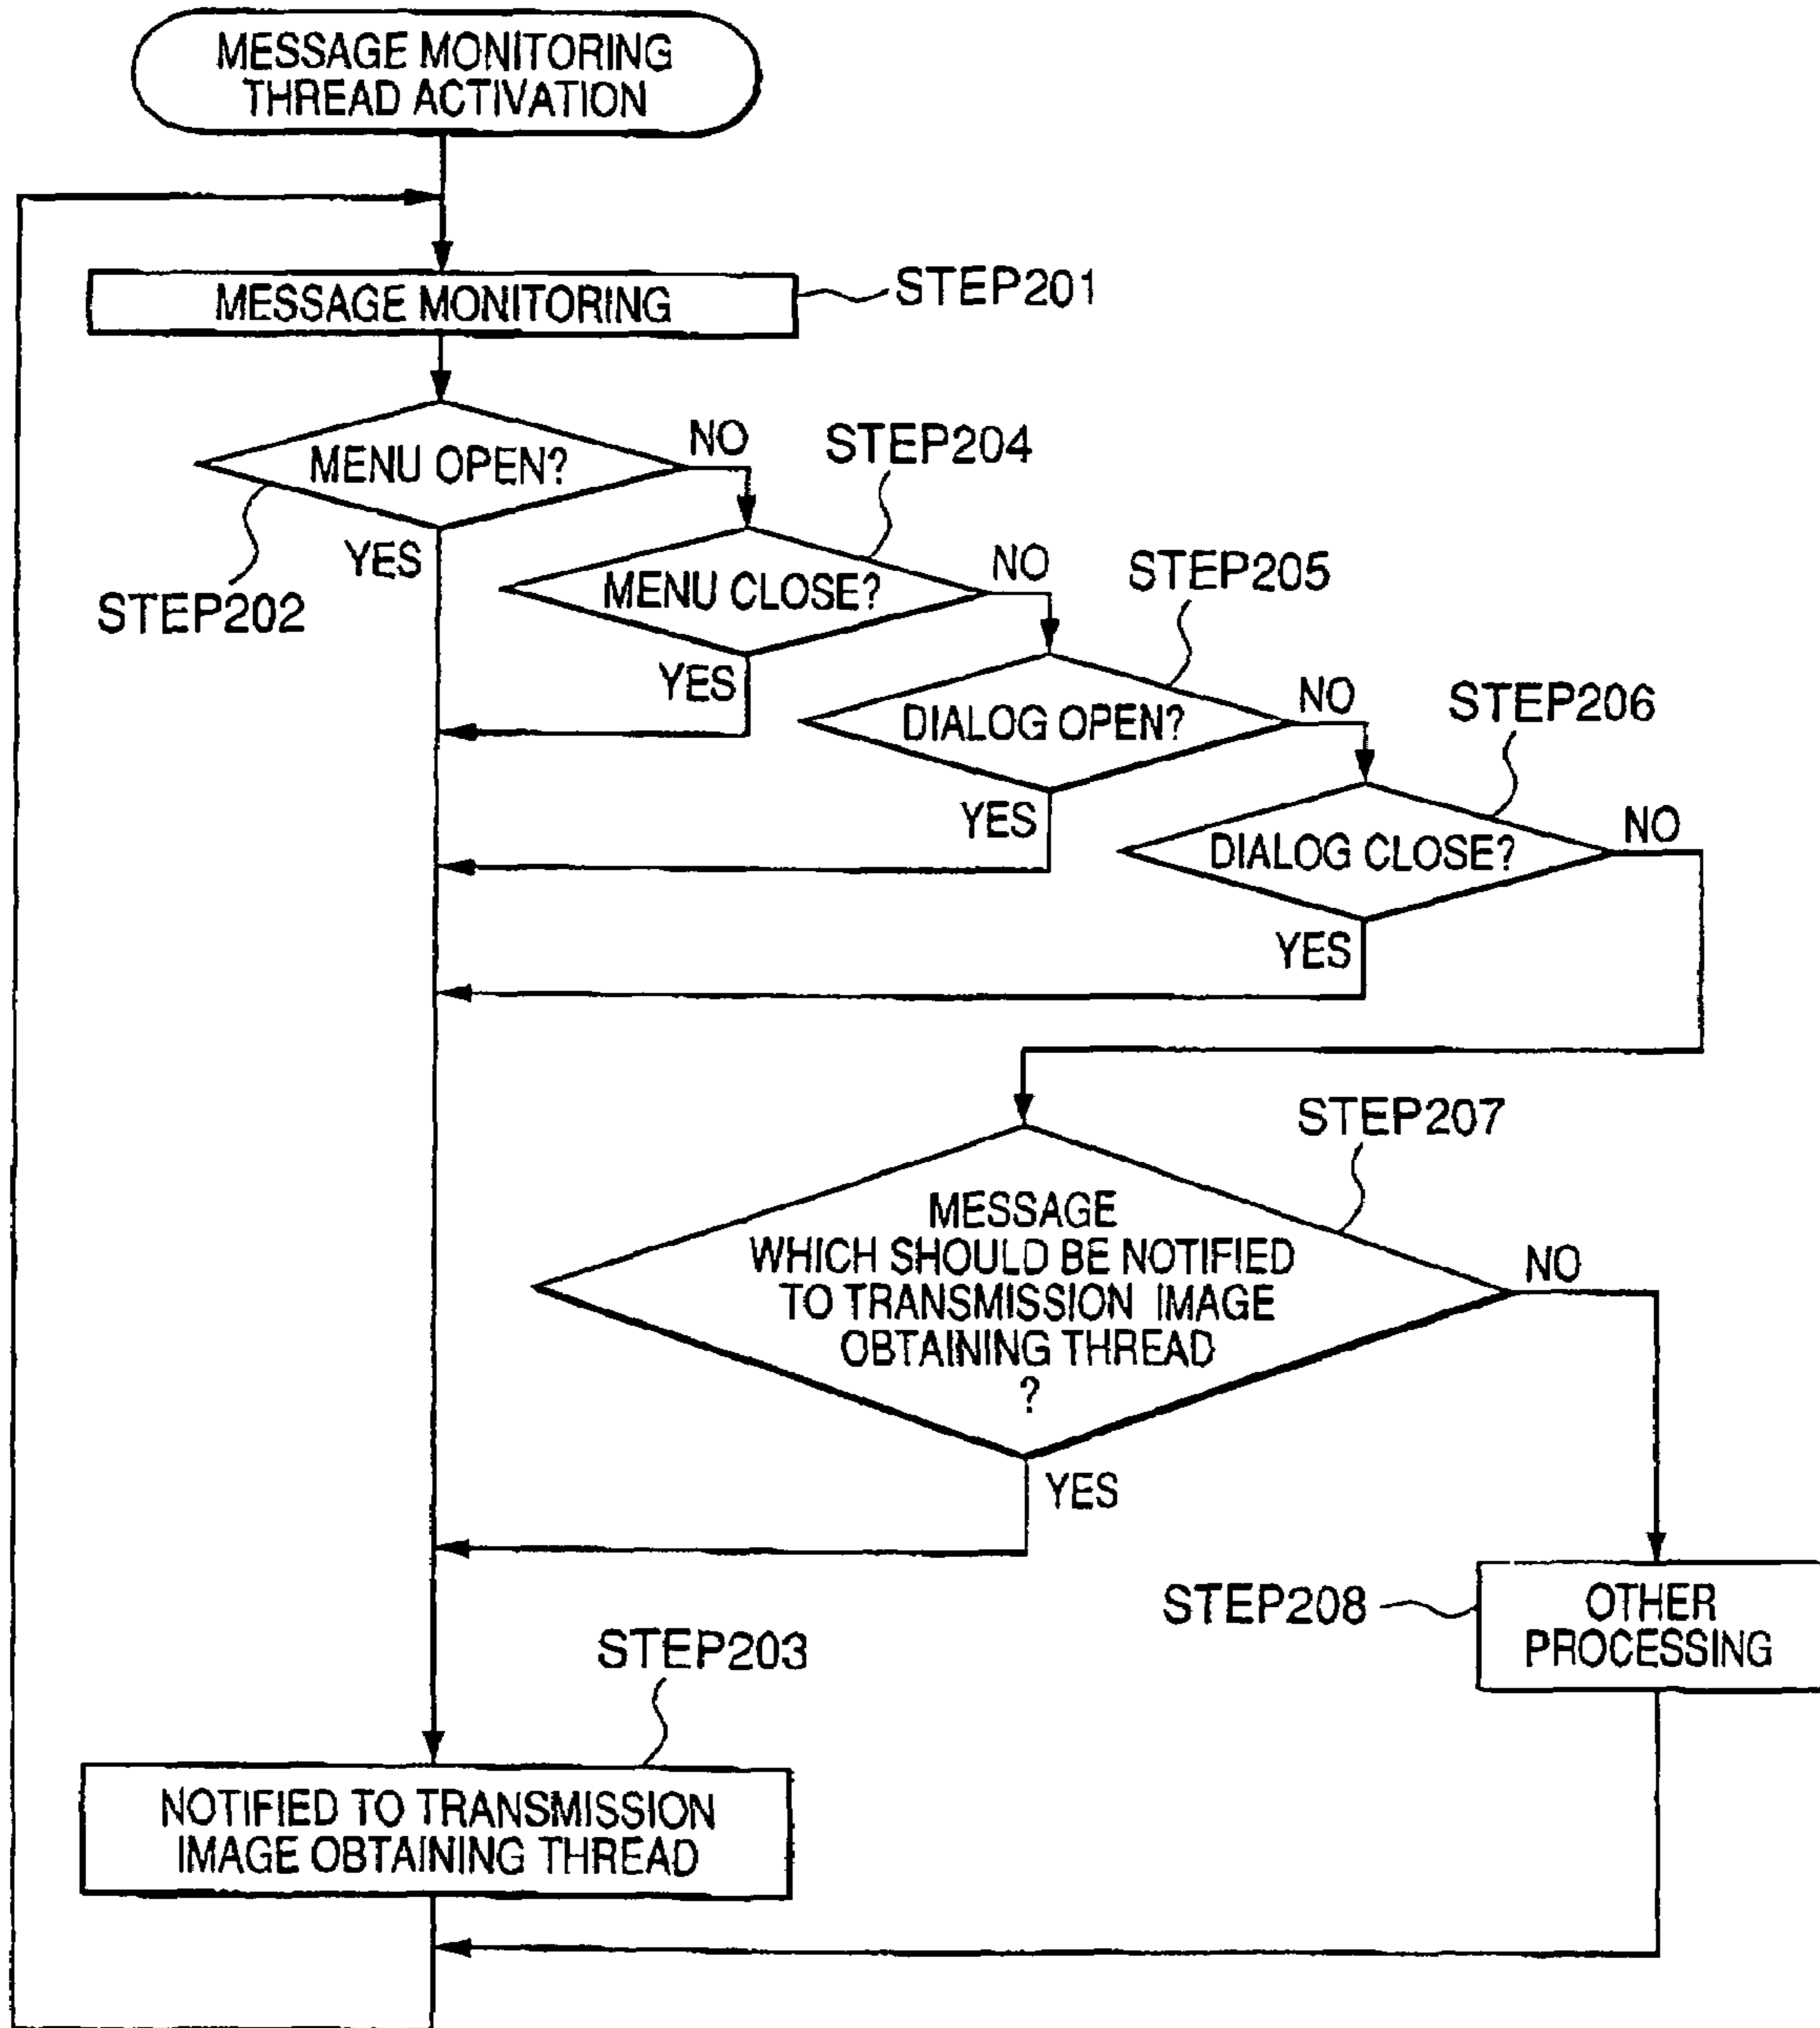 MESSAGE MONITORING
THREAD ACTIVATION
MESSAGE MONITORING
STEP201
MENU OPEN?
NO
YES
STEP202
STEP204
MENU CLOSE?
NO
YES
STEP205
DIALOG OPEN?
NO
YES
STEP206
DIALOG CLOSE?
NO
YES
STEP207
MESSAGE
WHICH SHOULD BE NOTIFIED
TO TRANSMISSION IMAGE
OBTAINING THREAD
?
NO
YES
STEP208
OTHER
PROCESSING
STEP203
NOTIFIED TO TRANSMISSION
IMAGE OBTAINING THREAD